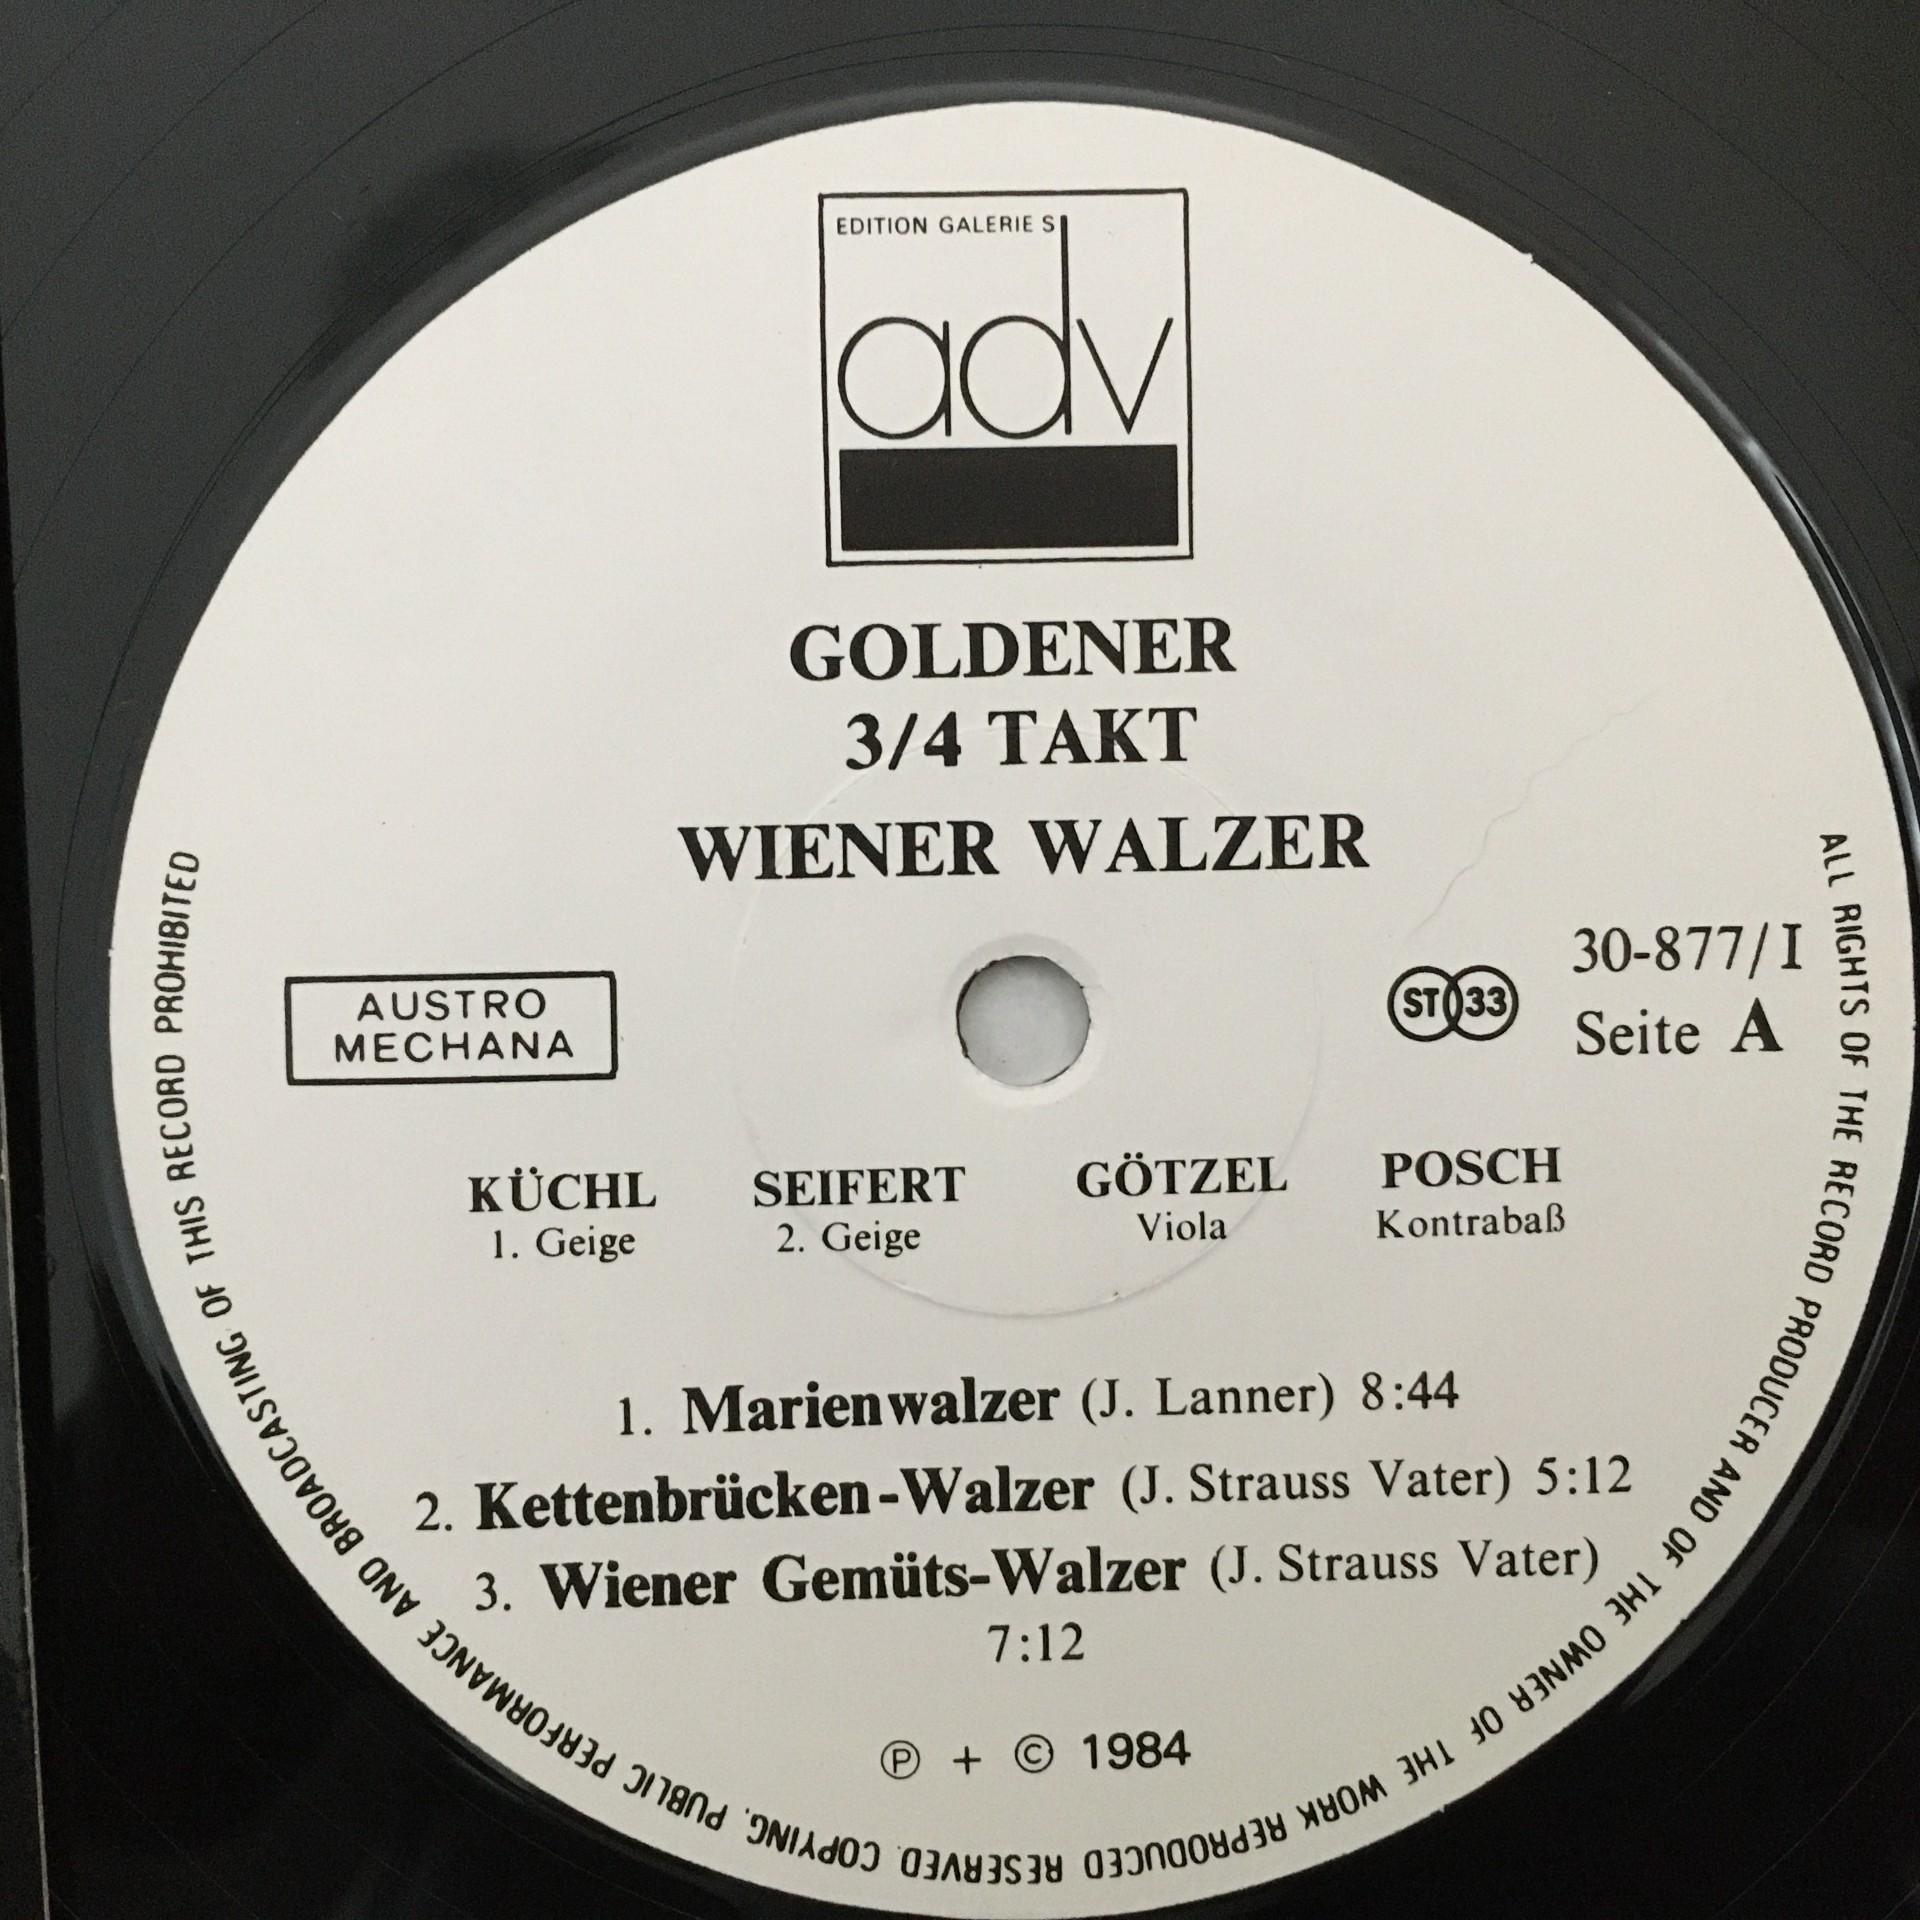 EDITION GALERIE S
adv
GOLDENER
3/4 TAKT
WIENER WALZER
AUSTRO
MECHANA
ST 33
30-877/I
Seite A
KÜCHL
1. Geige
SEIFERT
2. Geige
GÖTZEL
Viola
POSCH
Kontrabaß
1. Marienwalzer (J. Lanner) 8:44
2. Kettenbrücken-Walzer (J. Strauss Vater) 5:12
3. Wiener Gemüts-Walzer (J. Strauss Vater)
7:12
Ⓟ + © 1984
ALL RIGHTS OF THE RECORD PRODUCER AND OF THE OWNER OF THE WORK REPRODUCED RESERVED. COPYING. PUBLIC PERFORMANCE AND BROADCASTING OF THIS RECORD PROHIBITED